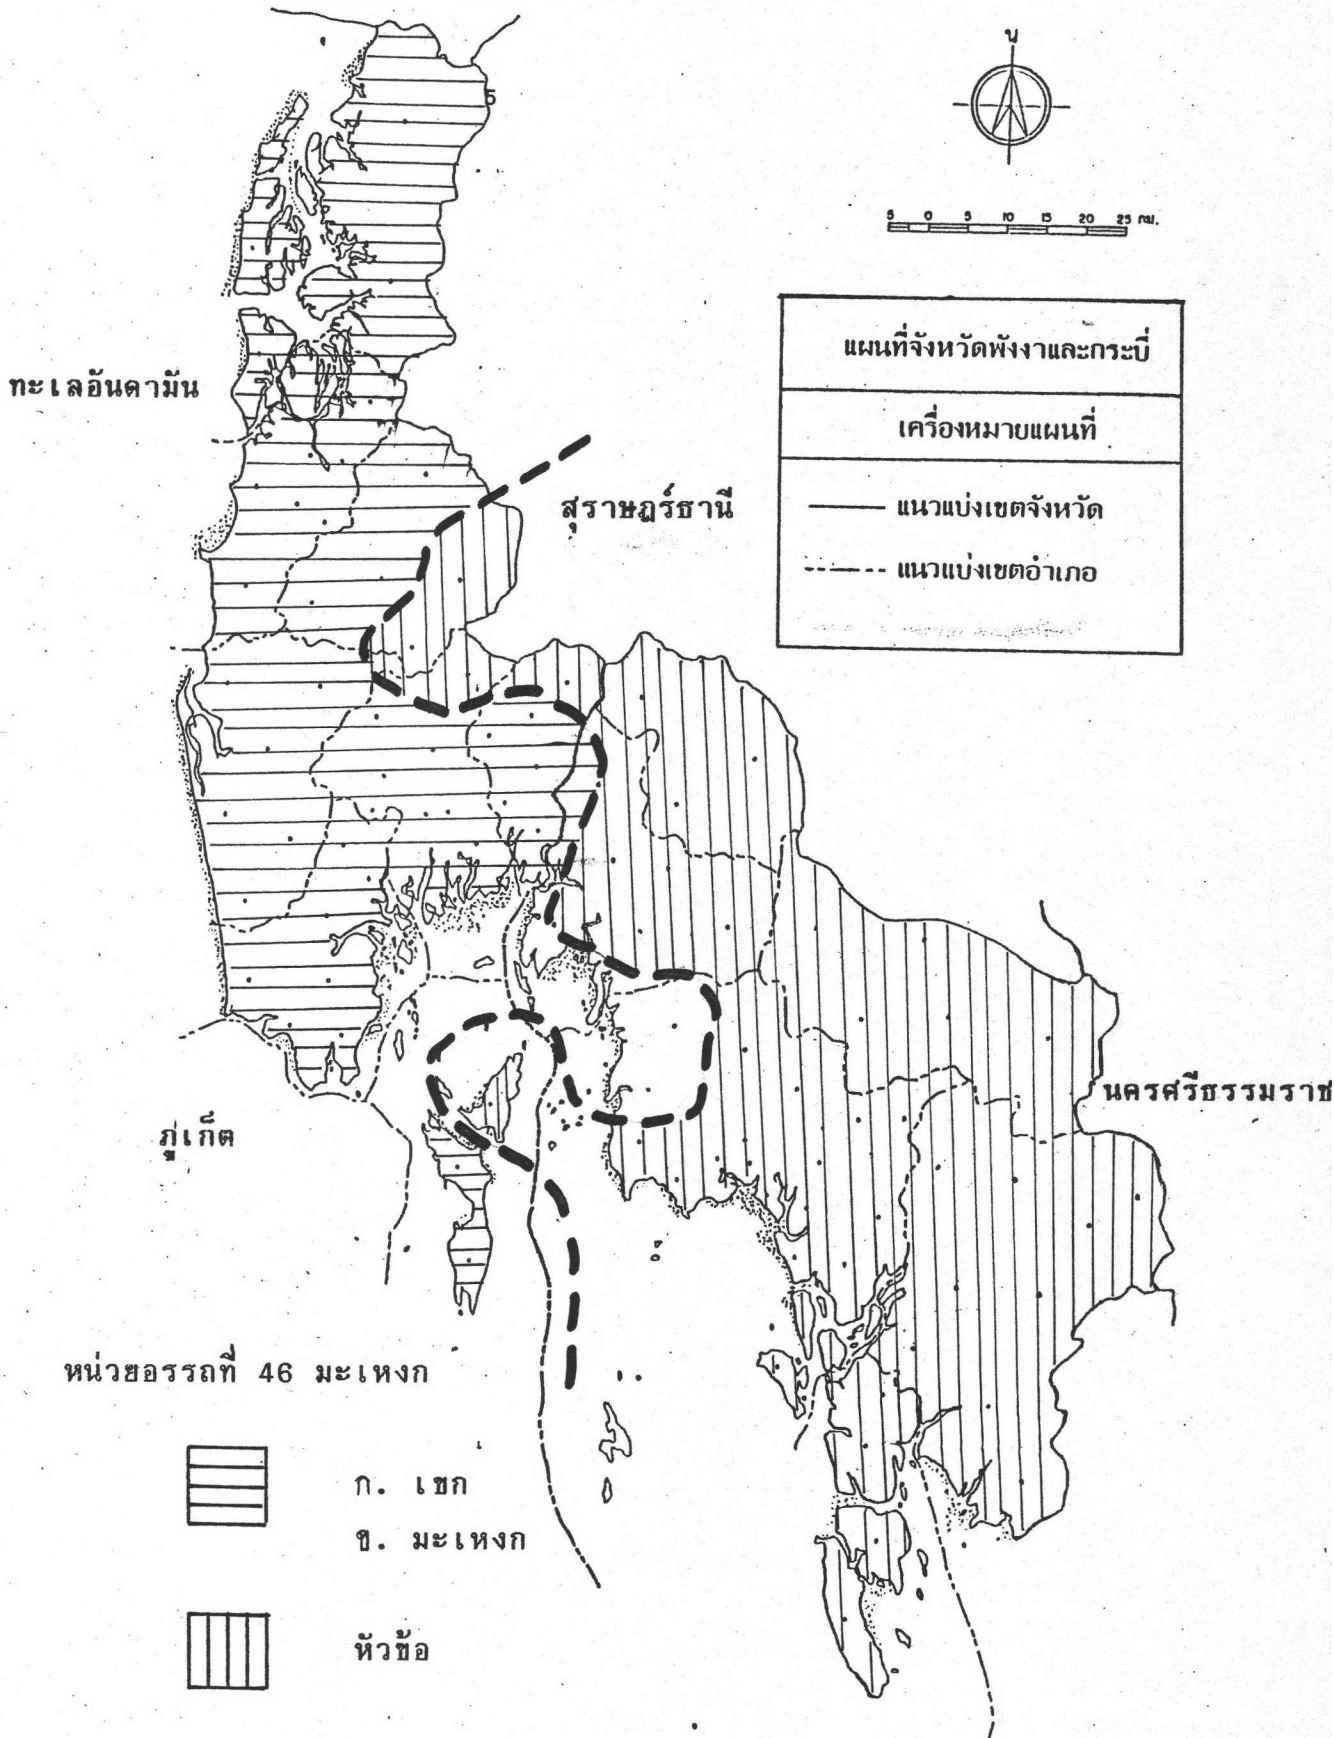 น
5
5 0 5 10 15 20 25 กม.
แผนที่จังหวัดพังงาและกระบี่
เครื่องหมายแผนที่
แนวแบ่งเขตจังหวัด
แนวแบ่งเขตอำเภอ
ทะเลอันดามัน
สุราษฎร์ธานี
นครศรีธรรมราช
ภูเก็ต
หน่วยอรรถที่ 46 มะเหงก
ก. เขก
ข. มะเหงก
หัวข้อ